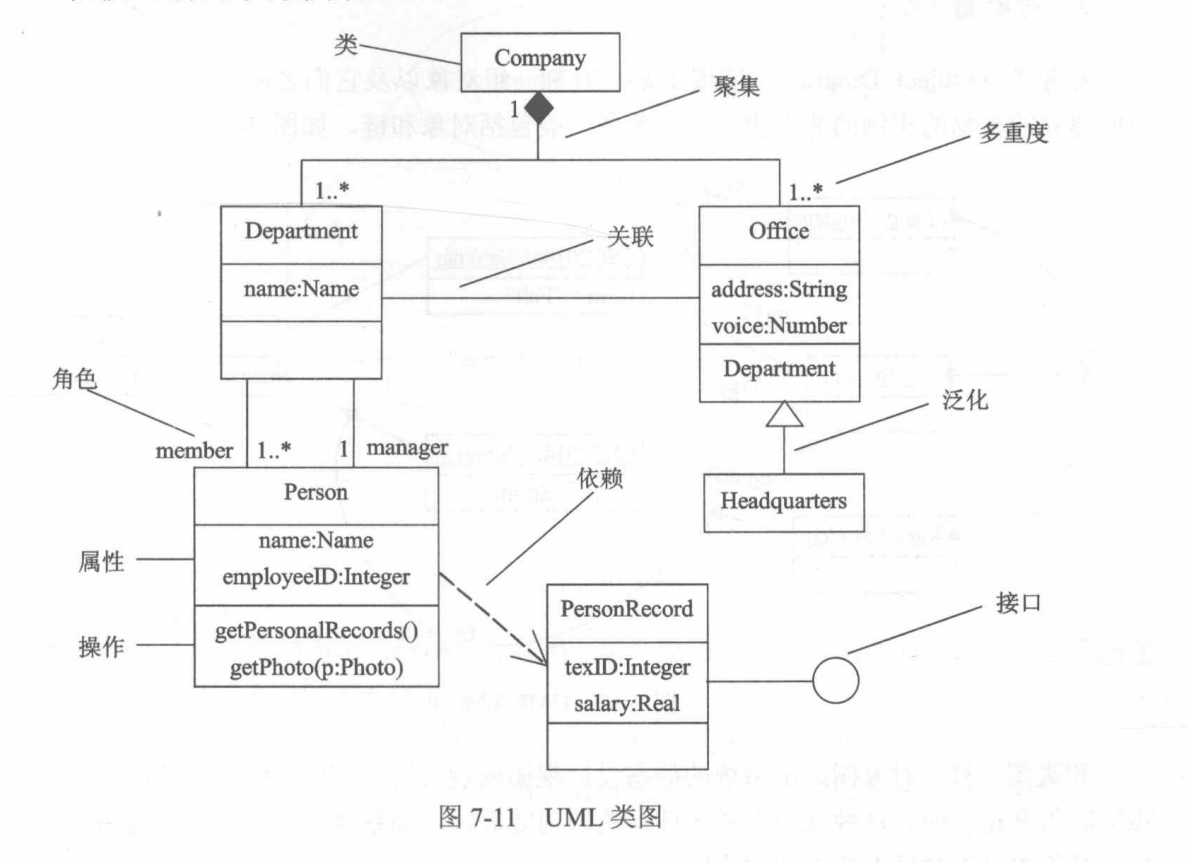 类
Company
1
聚集
多重度
1..*
1..*
Department
name:Name
关联
Office
address:String
voice:Number
Department
角色
member
1..*
1
manager
泛化
Headquarters
Person
name:Name
employeeID:Integer
getPersonalRecords()
getPhoto(p:Photo)
属性
操作
依赖
PersonRecord
texID:Integer
salary:Real
接口
图 7-11 UML 类图